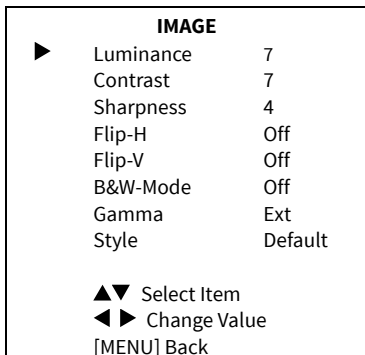 IMAGE
▶ Luminance 7
Contrast 7
Sharpness 4
Flip-H Off
Flip-V Off
B&W-Mode Off
Gamma Ext
Style Default
▲▼ Select Item
◀ ▶ Change Value
[MENU] Back